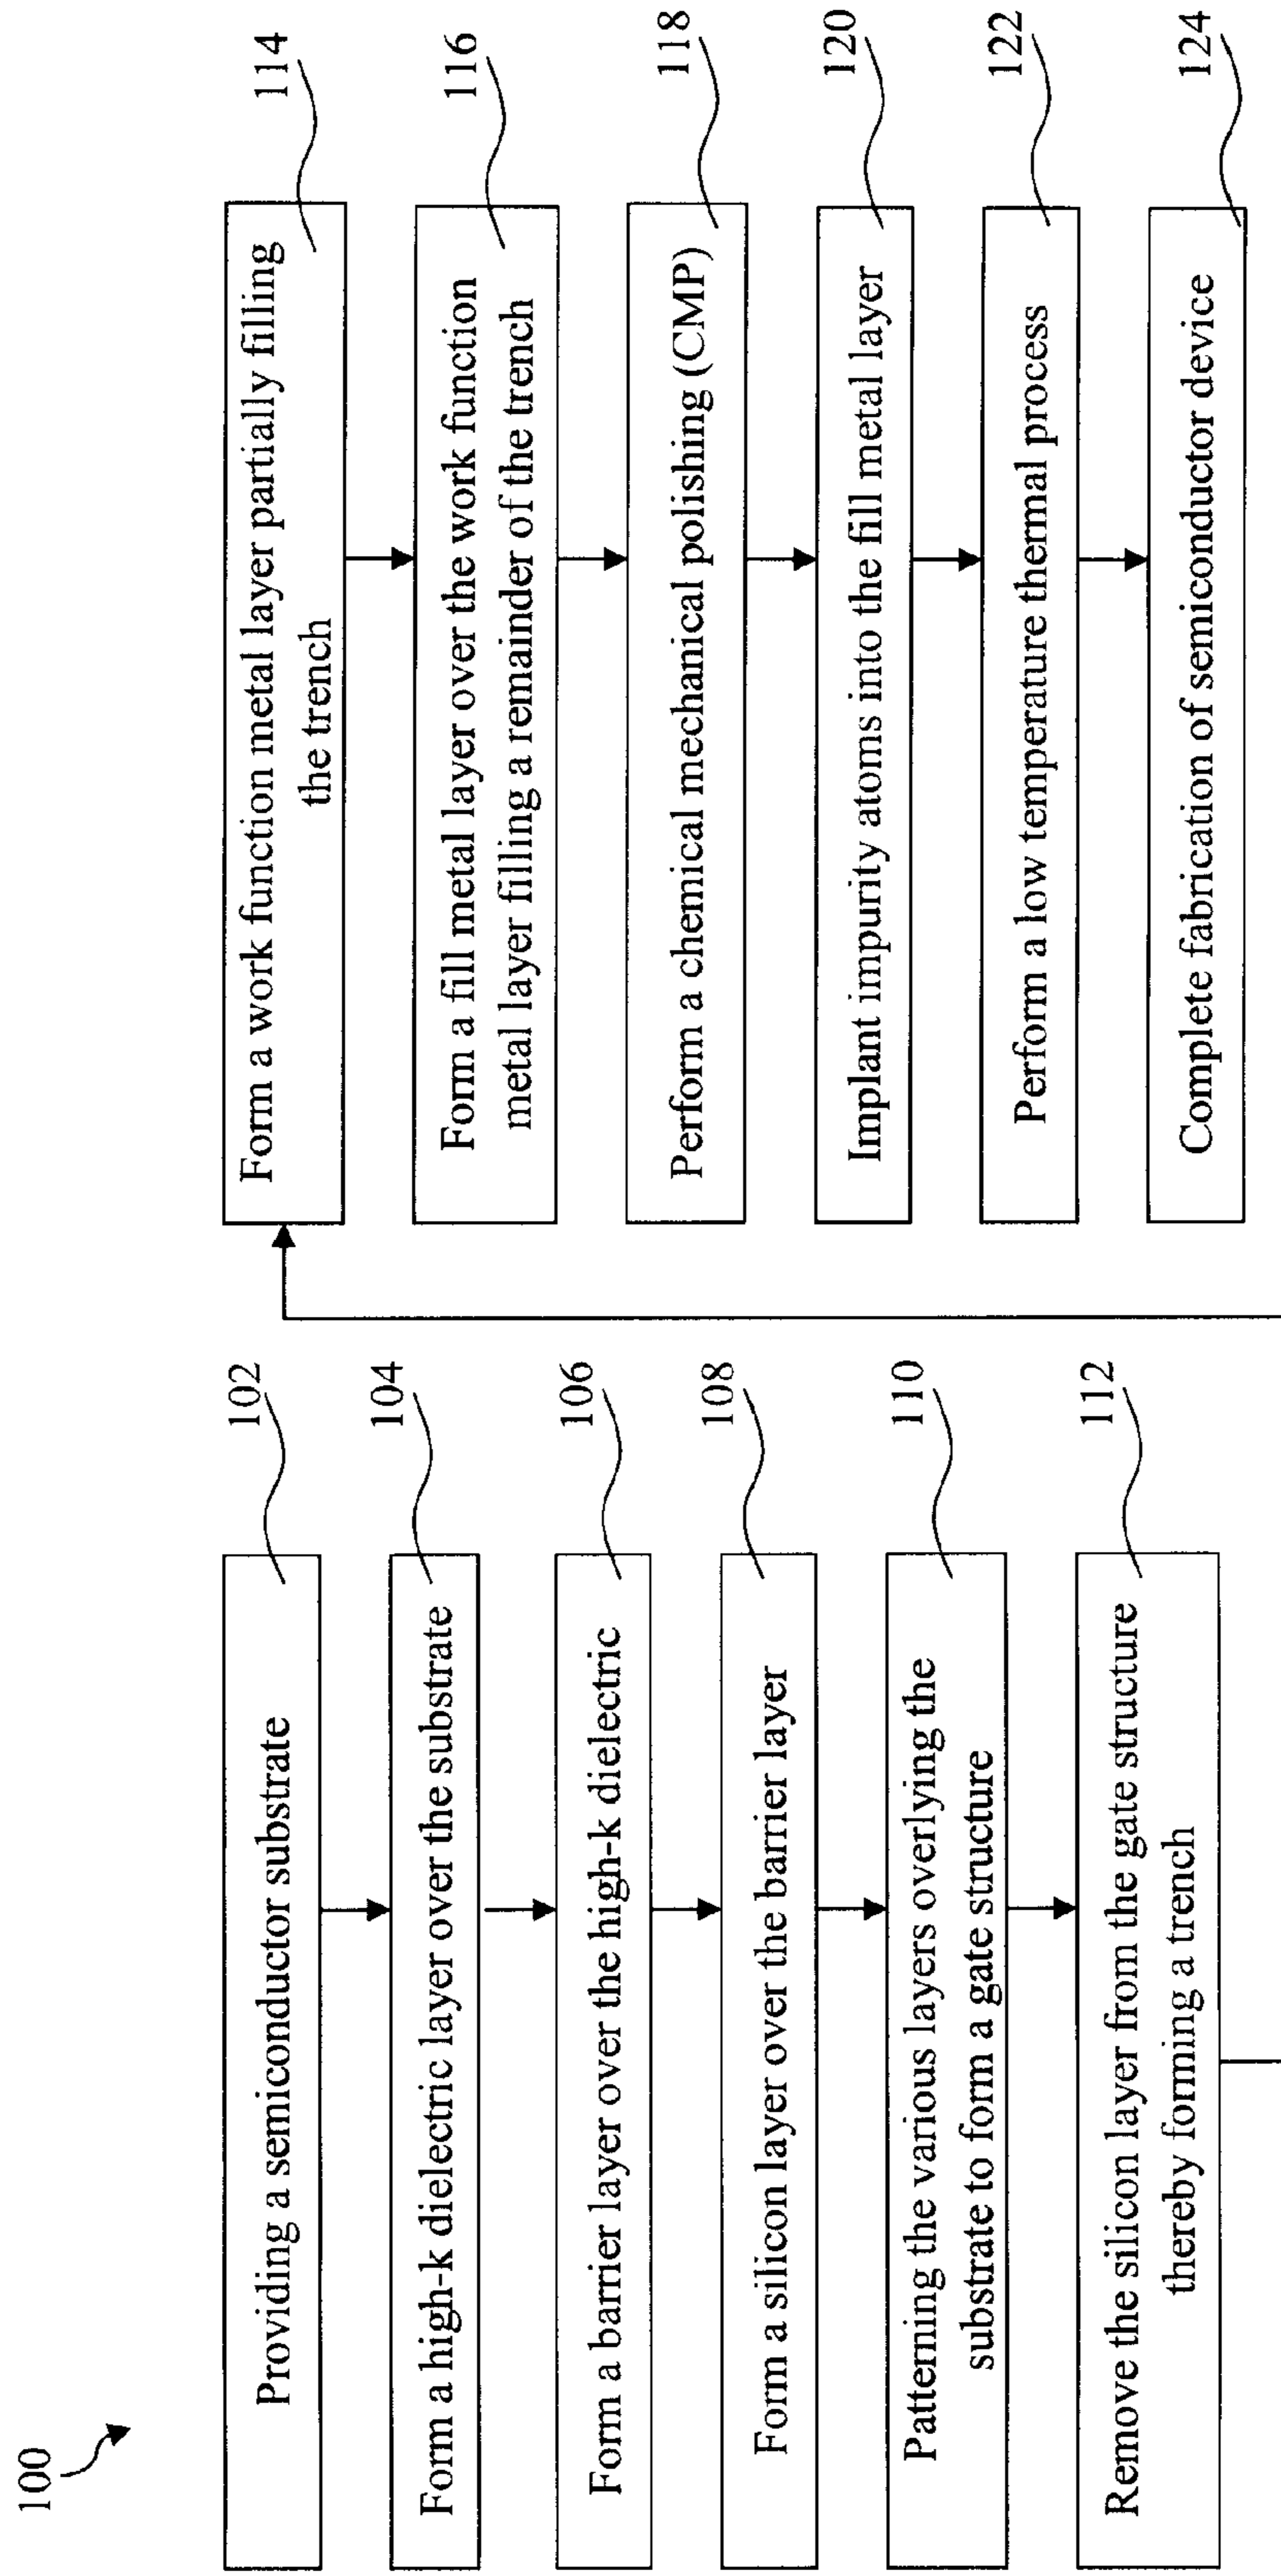 100
Providing a semiconductor substrate
102
Form a high-k dielectric layer over the substrate
104
Form a barrier layer over the high-k dielectric
106
Form a silicon layer over the barrier layer
108
Patterning the various layers overlying the
substrate to form a gate structure
110
Remove the silicon layer from the gate structure
thereby forming a trench
112
Form a work function metal layer partially filling
the trench
114
Form a fill metal layer over the work function
metal layer filling a remainder of the trench
116
Perform a chemical mechanical polishing (CMP)
118
Implant impurity atoms into the fill metal layer
120
Perform a low temperature thermal process
122
Complete fabrication of semiconductor device
124